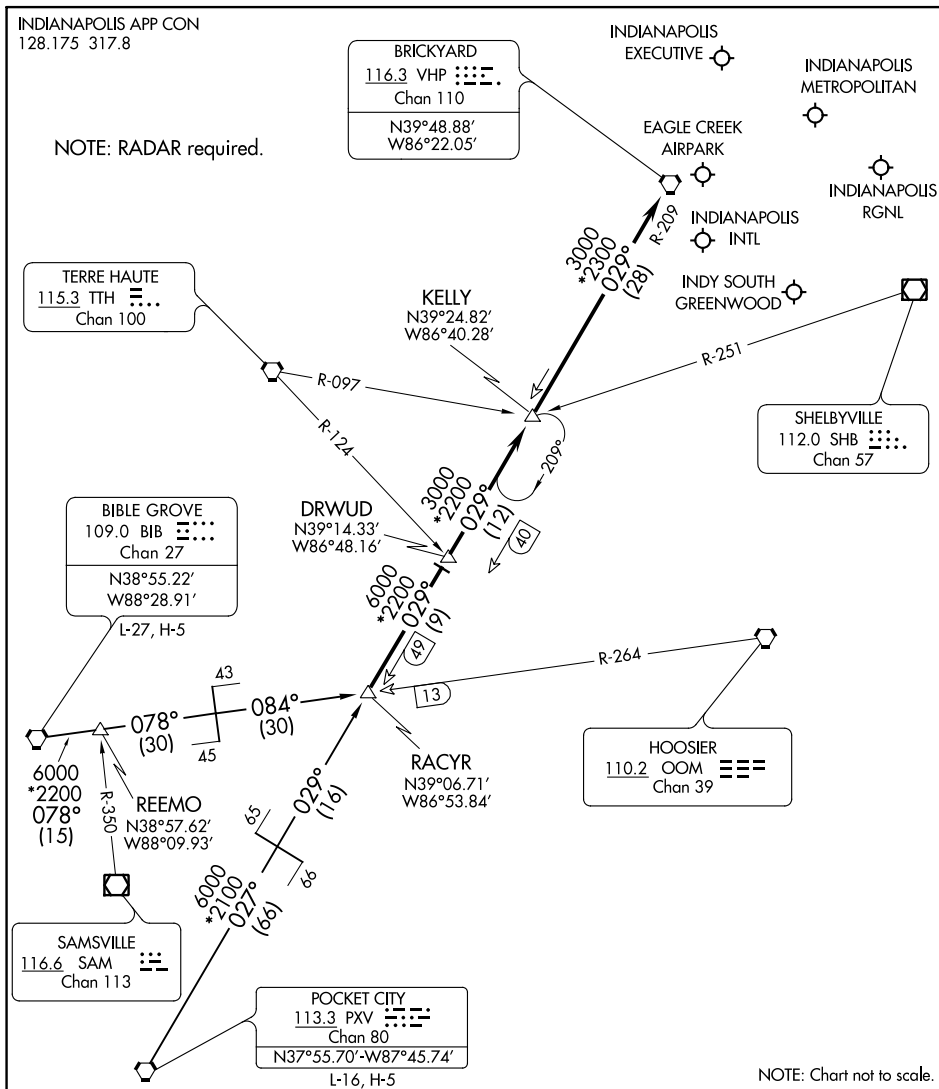 INDIANAPOLIS APP CON
128.175 317.8
NOTE: RADAR required.
BRICKYARD
116.3 VHP
Chan 110
N39°48.88'
W86°22.05'
INDIANAPOLIS
EXECUTIVE
INDIANAPOLIS
METROPOLITAN
EAGLE CREEK
AIRPARK
INDIANAPOLIS
RGNL
INDIANAPOLIS
INTL
INDY SOUTH
GREENWOOD
R-209
3000
*2300
029°
(28)
TERRE HAUTE
115.3 TTH
Chan 100
KELLY
N39°24.82'
W86°40.28'
R-097
R-124
R-251
SHELBYVILLE
112.0 SHB
Chan 57
209°
3000
*2200
029°
(12)
40
DRWUD
N39°14.33'
W86°48.16'
BIBLE GROVE
109.0 BIB
Chan 27
N38°55.22'
W88°28.91'
L-27, H-5
6000
*2200
029°
(9)
49
R-264
13
43
078°
(30)
084°
(30)
45
RACYR
N39°06.71'
W86°53.84'
HOOSIER
110.2 OOM
Chan 39
6000
*2200
078°
(15)
R-350
REEMO
N38°57.62'
W88°09.93'
029°
(16)
65
66
6000
*2100
027°
(66)
SAMSVILLE
116.6 SAM
Chan 113
POCKET CITY
113.3 PXV
Chan 80
N37°55.70'-W87°45.74'
L-16, H-5
NOTE: Chart not to scale.